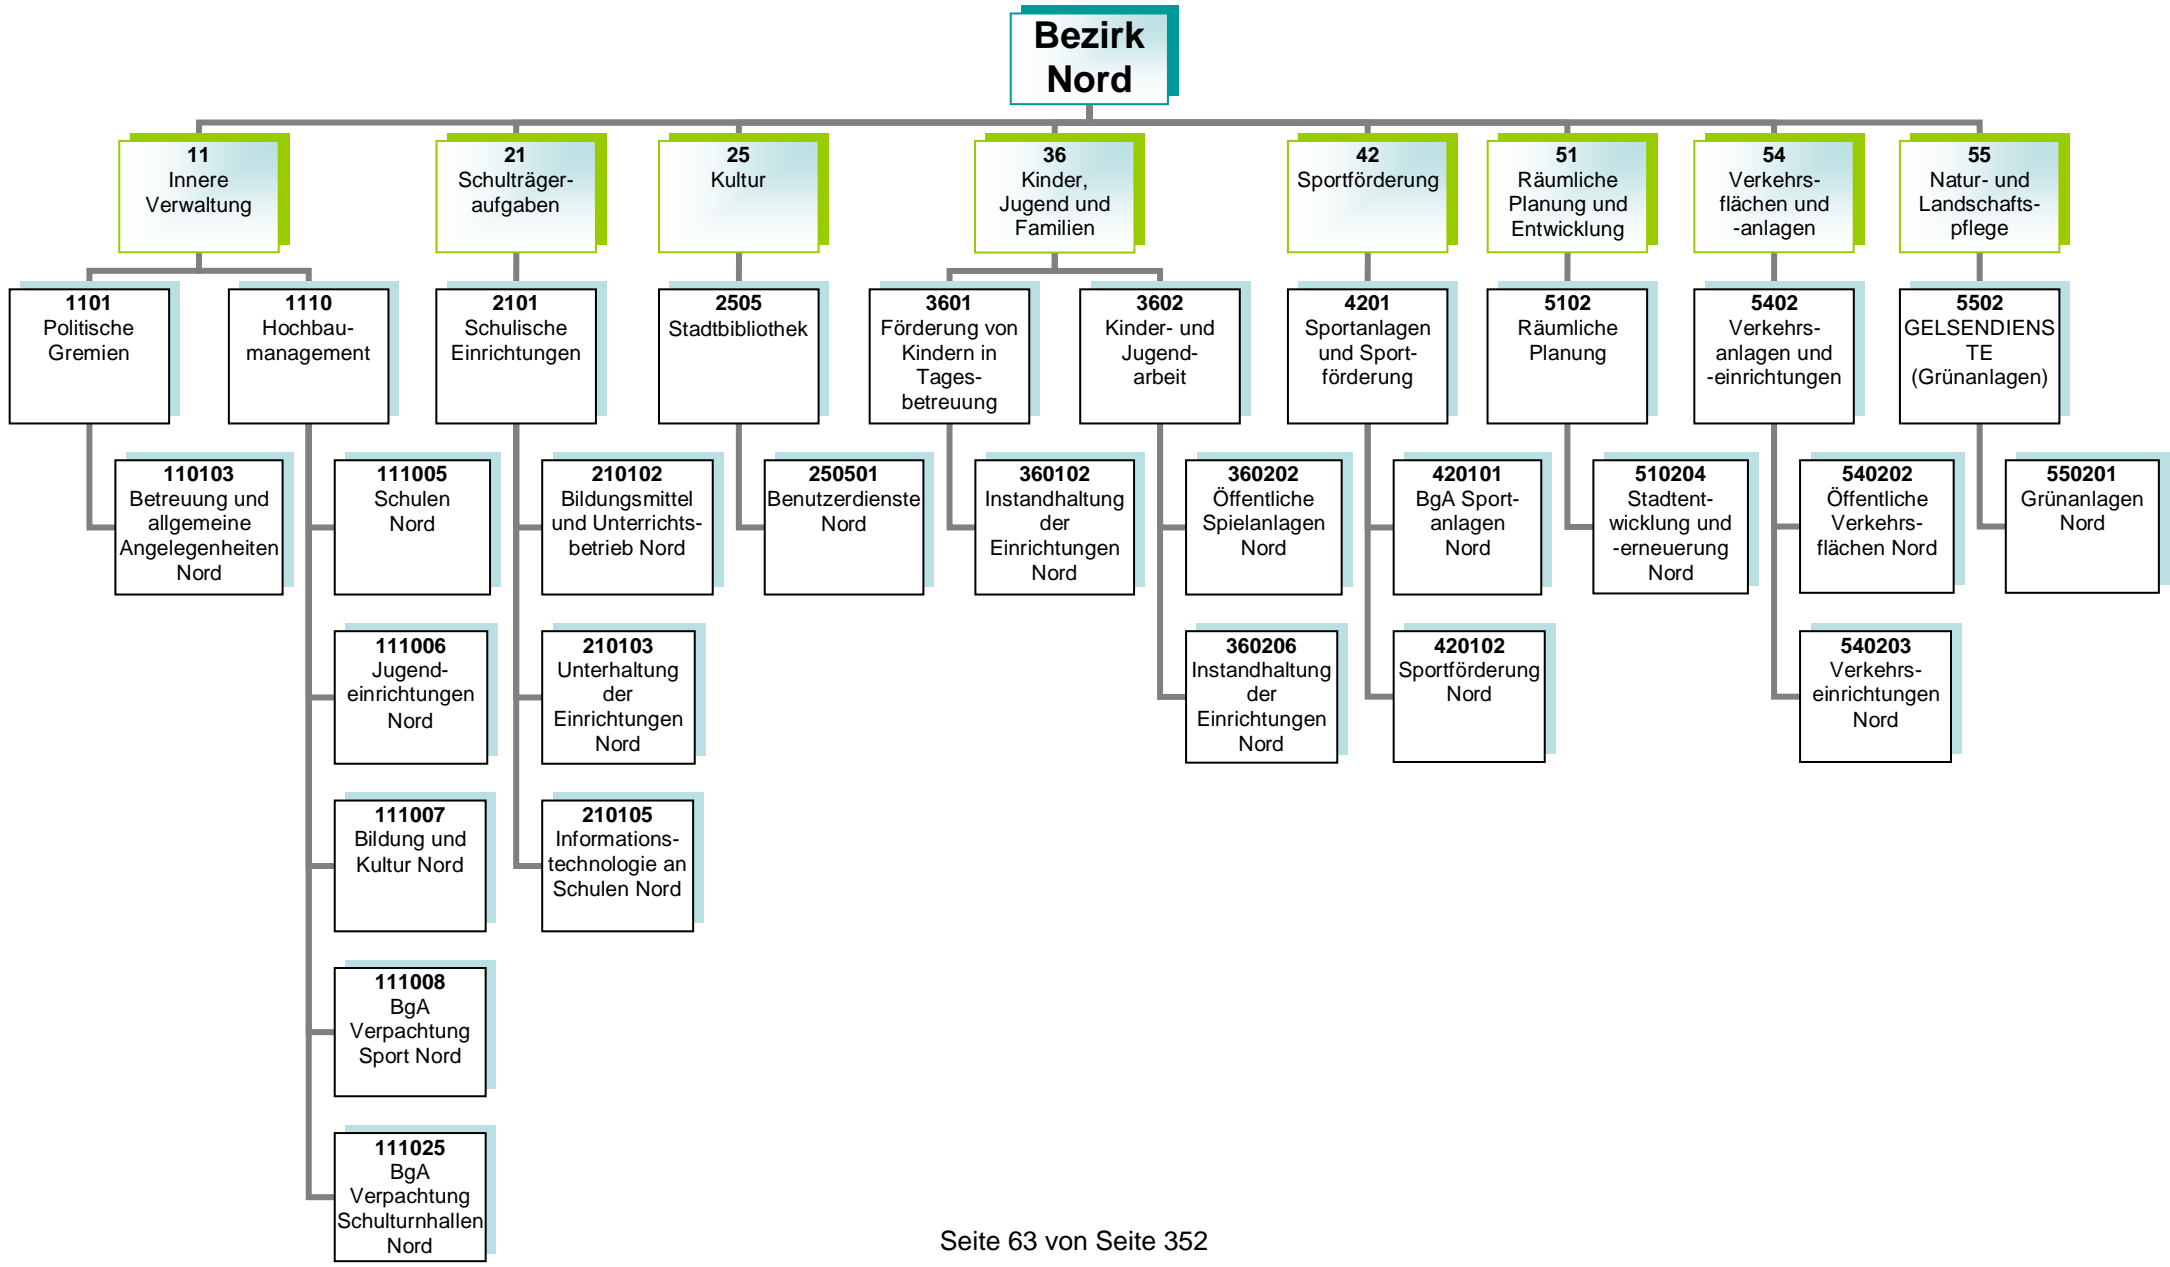 Bezirk
Nord
11
Innere
Verwaltung
21
Schulträger-
aufgaben
25
Kultur
36
Kinder,
Jugend und
Familien
42
Sportförderung
51
Räumliche
Planung und
Entwicklung
54
Verkehrs-
flächen und
-anlagen
55
Natur- und
Landschafts-
pflege
1101
Politische
Gremien
1110
Hochbau-
management
2101
Schulische
Einrichtungen
2505
Stadtbibliothek
3601
Förderung von
Kindern in
Tages-
betreuung
3602
Kinder- und
Jugend-
arbeit
4201
Sportanlagen
und Sport-
förderung
5102
Räumliche
Planung
5402
Verkehrs-
anlagen und
-einrichtungen
5502
GELSENDIENS
TE
(Grünanlagen)
110103
Betreuung und
allgemeine
Angelegenheiten
Nord
111005
Schulen
Nord
210102
Bildungsmittel
und Unterrichts-
betrieb Nord
250501
Benutzerdienste
Nord
360102
Instandhaltung
der
Einrichtungen
Nord
360202
Öffentliche
Spielanlagen
Nord
420101
BgA Sport-
anlagen
Nord
510204
Stadtent-
wicklung und
-erneuerung
Nord
540202
Öffentliche
Verkehrs-
flächen Nord
550201
Grünanlagen
Nord
111006
Jugend-
einrichtungen
Nord
210103
Unterhaltung
der
Einrichtungen
Nord
360206
Instandhaltung
der
Einrichtungen
Nord
420102
Sportförderung
Nord
540203
Verkehrs-
einrichtungen
Nord
111007
Bildung und
Kultur Nord
210105
Informations-
technologie an
Schulen Nord
111008
BgA
Verpachtung
Sport Nord
111025
BgA
Verpachtung
Schulturnhallen
Nord
Seite 63 von Seite 352